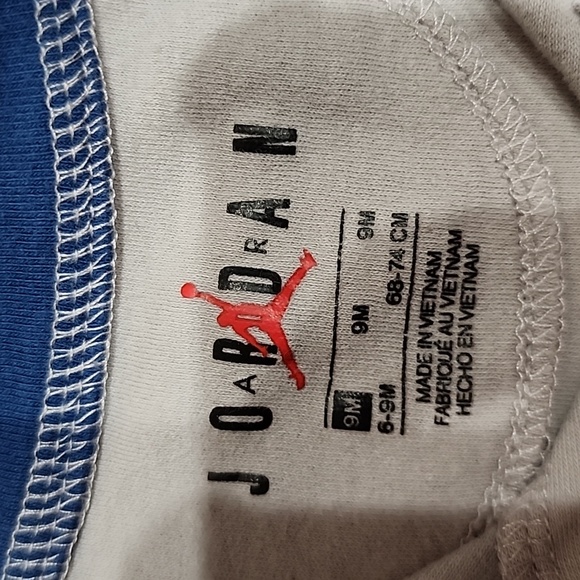 JORDAN
A R
9M 9M 9M
6-9M 68-74 CM
MADE IN VIETNAM
FABRIQUÉ AU VIETNAM
HECHO EN VIETNAM